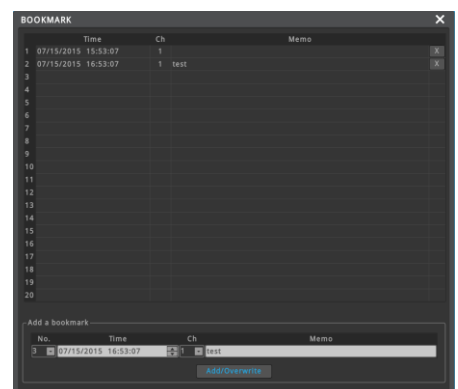 BOOKMARK X
Time Ch Memo
1 07/15/2015 15:53:07 1 X
2 07/15/2015 16:53:07 1 test X
3
4
5
6
7
8
9
10
11
12
13
14
15
16
17
18
19
20
Add a bookmark
No. Time Ch Memo
3 07/15/2015 16:53:07 1 test
Add/Overwrite